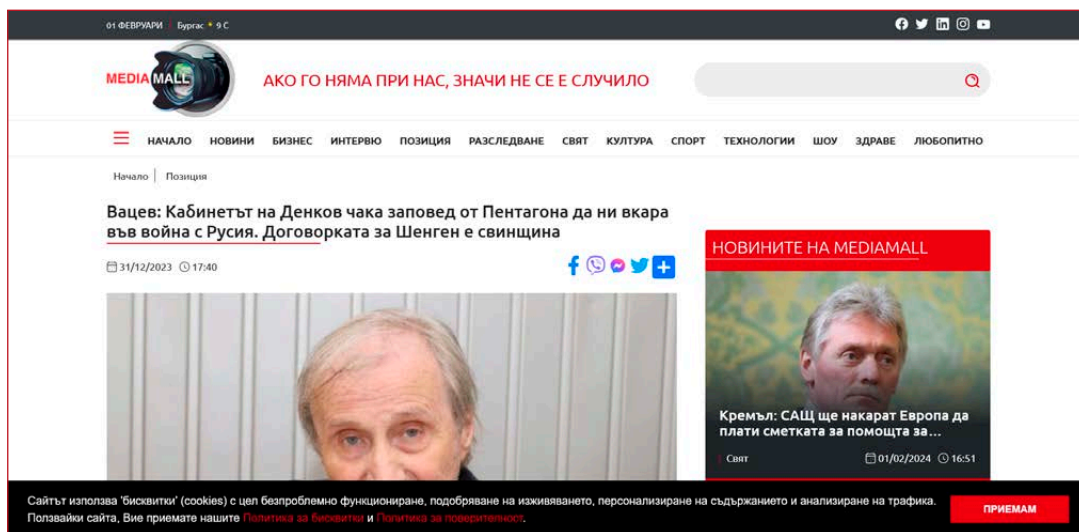 01 ФЕВРУАРИ Бургас 9 C
MEDIA MALL
АКО ГО НЯМА ПРИ НАС, ЗНАЧИ НЕ СЕ Е СЛУЧИЛО
НАЧАЛО НОВИНИ БИЗНЕС ИНТЕРВЮ ПОЗИЦИЯ РАЗСЛЕДВАНЕ СВЯТ КУЛТУРА СПОРТ ТЕХНОЛОГИИ ШОУ ЗДРАВЕ ЛЮБОПИТНО
Начало | Позиция
Вацев: Кабинетът на Денков чака заповед от Пентагона да ни вкара
във война с Русия. Договорката за Шенген е свинщина
31/12/2023 17:40
НОВИНИТЕ НА MEDIAMALL
Кремъл: САЩ ще накарат Европа да
плати сметката за помощта за...
Свят 01/02/2024 16:51
Сайтът използва 'бисквитки' (cookies) с цел безпроблемно функциониране, подобряване на изживяването, персонализиране на съдържанието и анализиране на трафика.
Ползвайки сайта, Вие приемате нашите Политика за бисквитки и Политика за поверителност.
ПРИЕМАМ